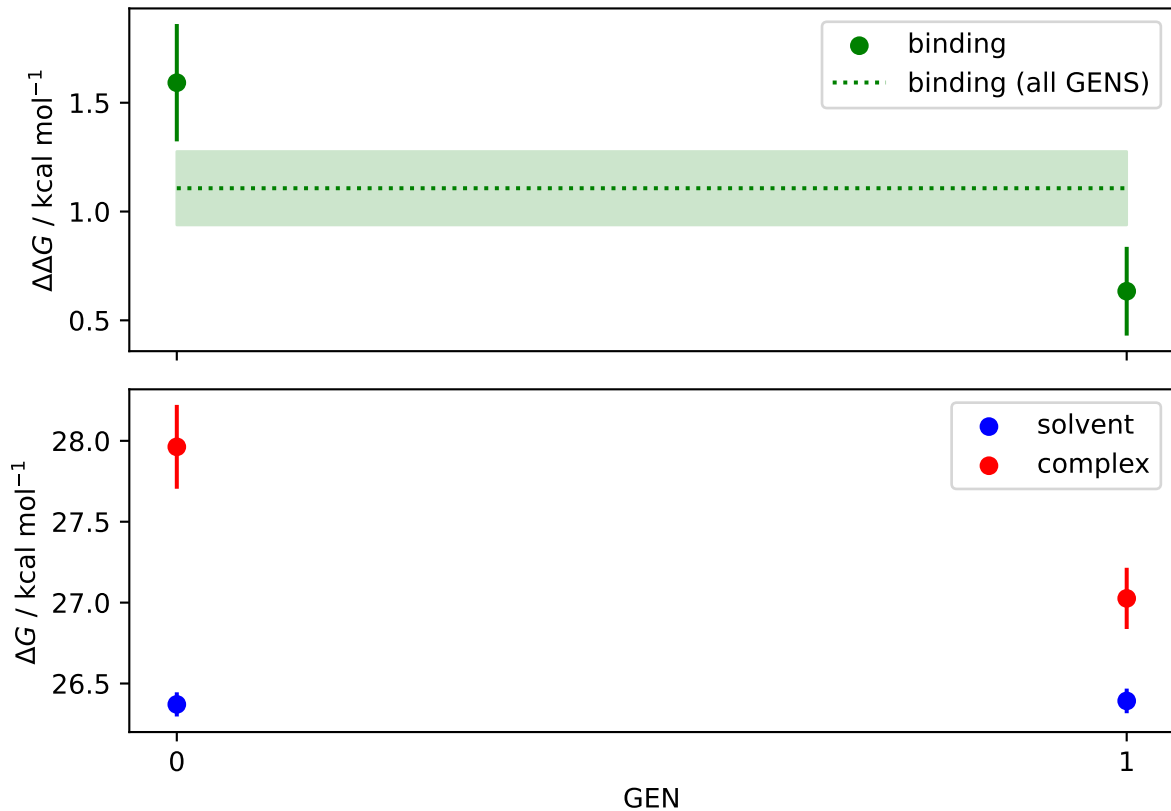 binding
binding (all GENS)
1.5
1.0
0.5
ΔΔG / kcal mol⁻¹
solvent
complex
28.0
27.5
27.0
26.5
ΔG / kcal mol⁻¹
0 1
GEN